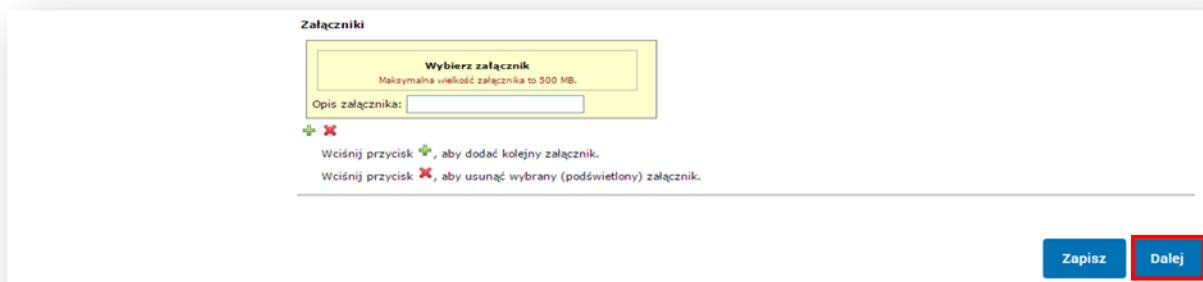 Załączniki
Wybierz załącznik
Maksymalna wielkość załącznika to 500 MB.
Opis załącznika:
Wciśnij przycisk , aby dodać kolejny załącznik.
Wciśnij przycisk , aby usunąć wybrany (podświetlony) załącznik.
Zapisz Dalej